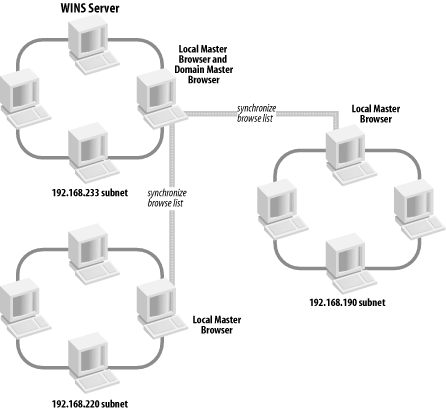 WINS Server
Local Master
Browser and
Domain Master
Browser
synchronize
browse list
Local Master
Browser
192.168.233 subnet
synchronize
browse list
192.168.190 subnet
Local Master
Browser
192.168.220 subnet